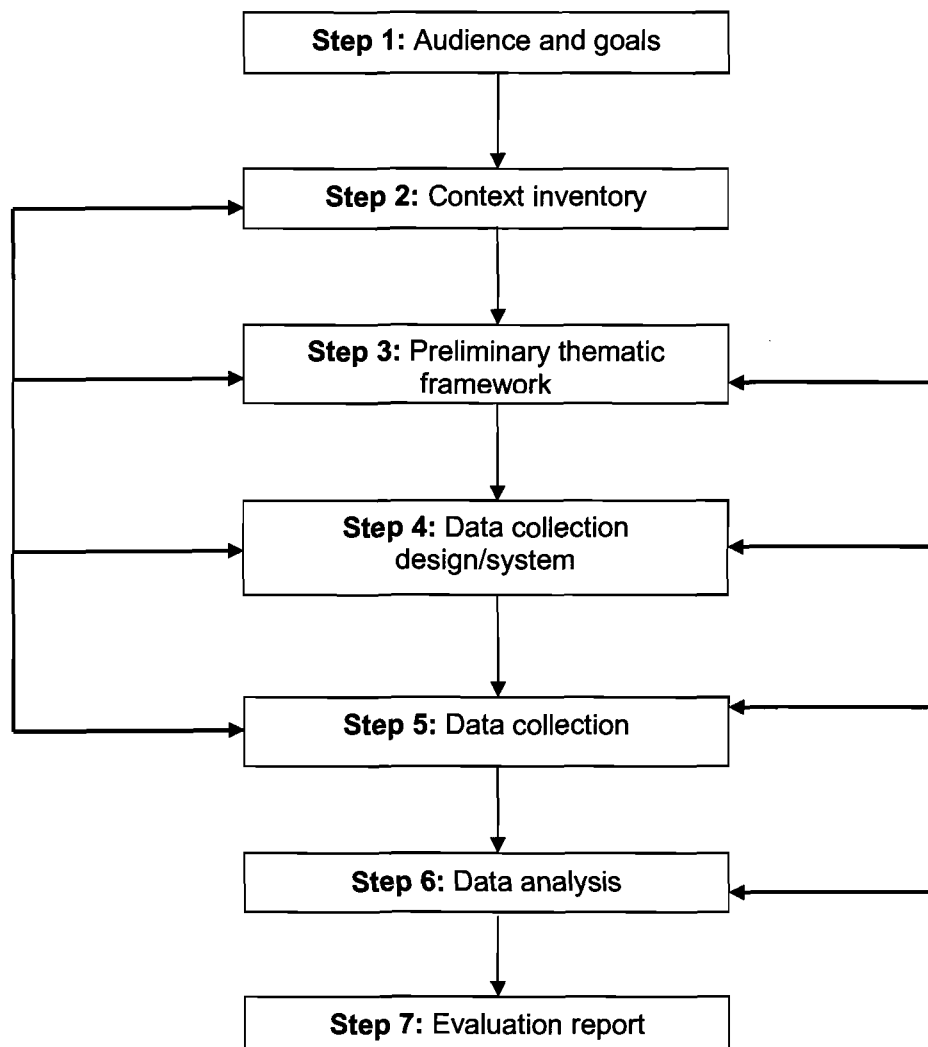 Step 1: Audience and goals
Step 2: Context inventory
Step 3: Preliminary thematic
framework
Step 4: Data collection
design/system
Step 5: Data collection
Step 6: Data analysis
Step 7: Evaluation report